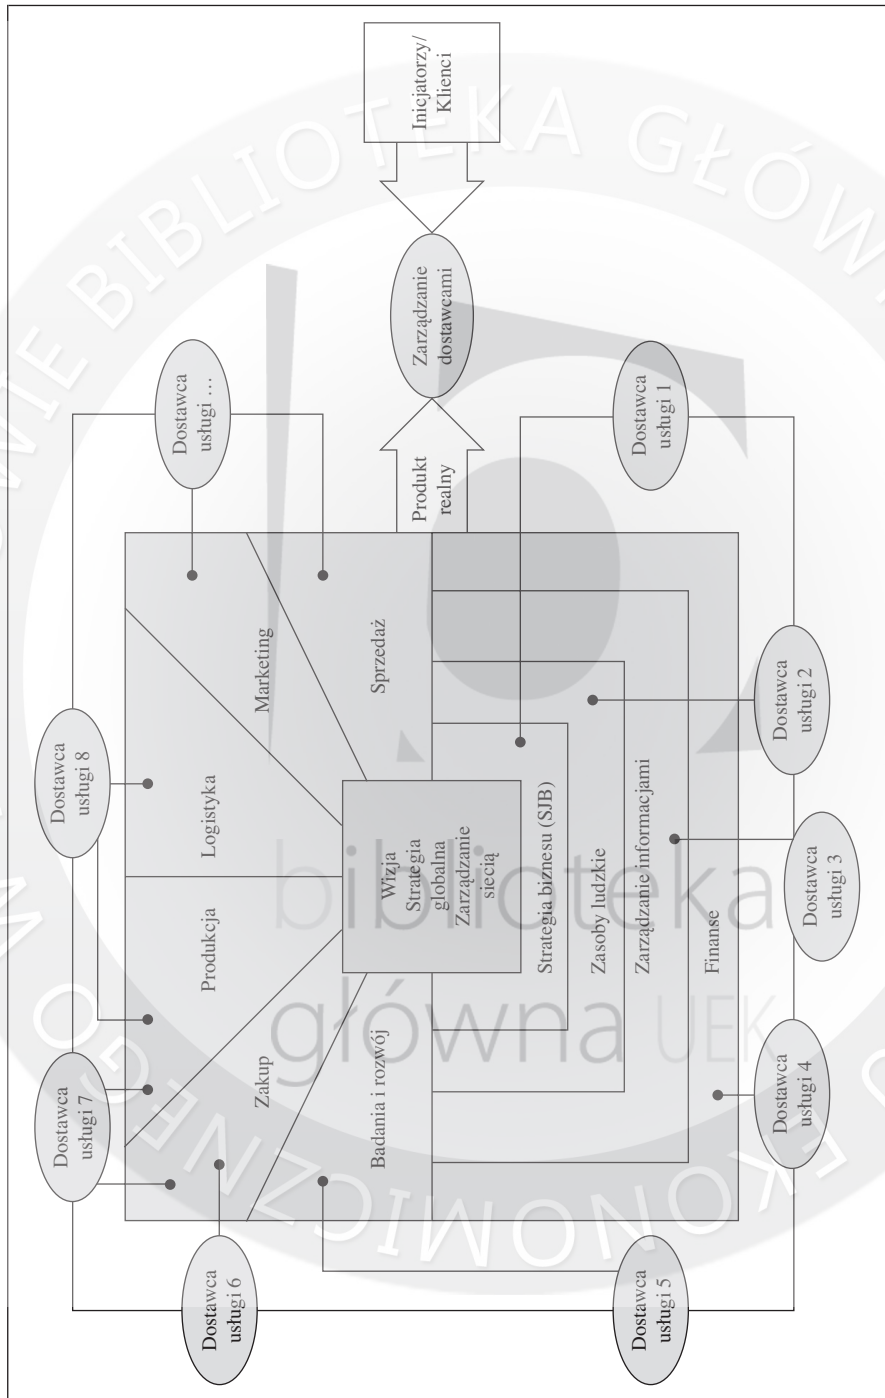 Dostawca
usługi 7
Dostawca
usługi 8
Dostawca
usługi 6
Dostawca
usługi …
Produkcja
Logistyka
Zakup
Marketing
Badania i rozwój
Sprzedaż
Wizja
Strategia
globalna
Zarządzanie
siecią
Produkt
realny
Zarządzanie
dostawcami
Inicjatorzy/
Klienci
Strategia biznesu (SJB)
Zasoby ludzkie
Zarządzanie informacjami
Finanse
Dostawca
usługi 5
Dostawca
usługi 1
Dostawca
usługi 4
Dostawca
usługi 3
Dostawca
usługi 2
biblioteka
główna UEK
BIBLIOTEKA
EKONOMICZNEGO W